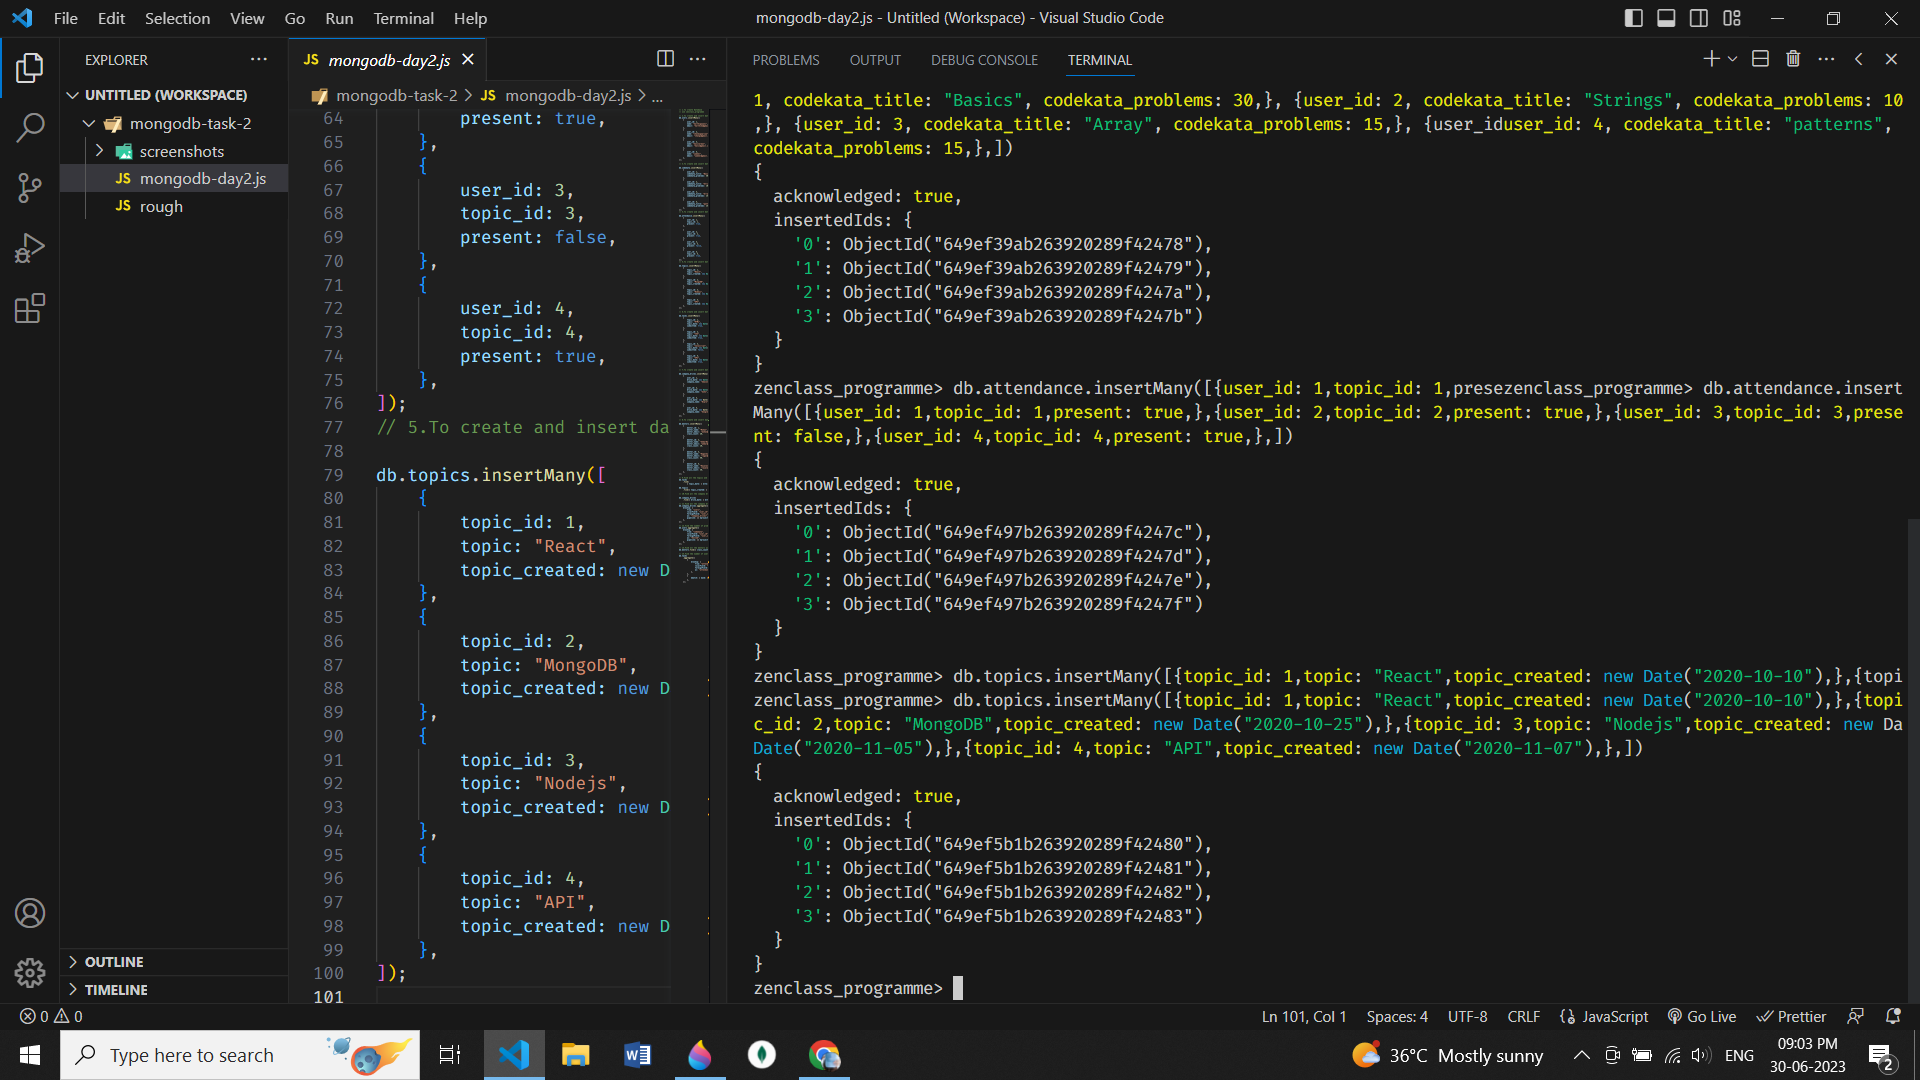 File Edit Selection View Go Run Terminal Help
mongodb-day2.js - Untitled (Workspace) - Visual Studio Code
EXPLORER
UNTITLED (WORKSPACE)
mongodb-task-2
screenshots
JS mongodb-day2.js
JS rough
OUTLINE
TIMELINE
JS mongodb-day2.js
mongodb-task-2 > JS mongodb-day2.js > ...
64 present: true,
65 },
66 {
67 user_id: 3,
68 topic_id: 3,
69 present: false,
70 },
71 {
72 user_id: 4,
73 topic_id: 4,
74 present: true,
75 },
76 ]);
77 // 5.To create and insert da
78
79 db.topics.insertMany([
80 {
81 topic_id: 1,
82 topic: "React",
83 topic_created: new D
84 },
85 {
86 topic_id: 2,
87 topic: "MongoDB",
88 topic_created: new D
89 },
90 {
91 topic_id: 3,
92 topic: "Nodejs",
93 topic_created: new D
94 },
95 {
96 topic_id: 4,
97 topic: "API",
98 topic_created: new D
99 },
100 ]);
101
PROBLEMS OUTPUT DEBUG CONSOLE TERMINAL
1, codekata_title: "Basics", codekata_problems: 30,}, {user_id: 2, codekata_title: "Strings", codekata_problems: 10
,}, {user_id: 3, codekata_title: "Array", codekata_problems: 15,}, {user_iduser_id: 4, codekata_title: "patterns",
codekata_problems: 15,},])
{
acknowledged: true,
insertedIds: {
'0': ObjectId("649ef39ab263920289f42478"),
'1': ObjectId("649ef39ab263920289f42479"),
'2': ObjectId("649ef39ab263920289f4247a"),
'3': ObjectId("649ef39ab263920289f4247b")
}
}
zenclass_programme> db.attendance.insertMany([{user_id: 1,topic_id: 1,presezenclass_programme> db.attendance.insert
Many([{user_id: 1,topic_id: 1,present: true,},{user_id: 2,topic_id: 2,present: true,},{user_id: 3,topic_id: 3,prese
nt: false,},{user_id: 4,topic_id: 4,present: true,},])
{
acknowledged: true,
insertedIds: {
'0': ObjectId("649ef497b263920289f4247c"),
'1': ObjectId("649ef497b263920289f4247d"),
'2': ObjectId("649ef497b263920289f4247e"),
'3': ObjectId("649ef497b263920289f4247f")
}
}
zenclass_programme> db.topics.insertMany([{topic_id: 1,topic: "React",topic_created: new Date("2020-10-10"),},{topi
zenclass_programme> db.topics.insertMany([{topic_id: 1,topic: "React",topic_created: new Date("2020-10-10"),},{topi
c_id: 2,topic: "MongoDB",topic_created: new Date("2020-10-25"),},{topic_id: 3,topic: "Nodejs",topic_created: new Da
Date("2020-11-05"),},{topic_id: 4,topic: "API",topic_created: new Date("2020-11-07"),},])
{
acknowledged: true,
insertedIds: {
'0': ObjectId("649ef5b1b263920289f42480"),
'1': ObjectId("649ef5b1b263920289f42481"),
'2': ObjectId("649ef5b1b263920289f42482"),
'3': ObjectId("649ef5b1b263920289f42483")
}
}
zenclass_programme>
0 0
Ln 101, Col 1 Spaces: 4 UTF-8 CRLF JavaScript Go Live Prettier
Type here to search
36°C Mostly sunny
ENG
09:03 PM
30-06-2023
2